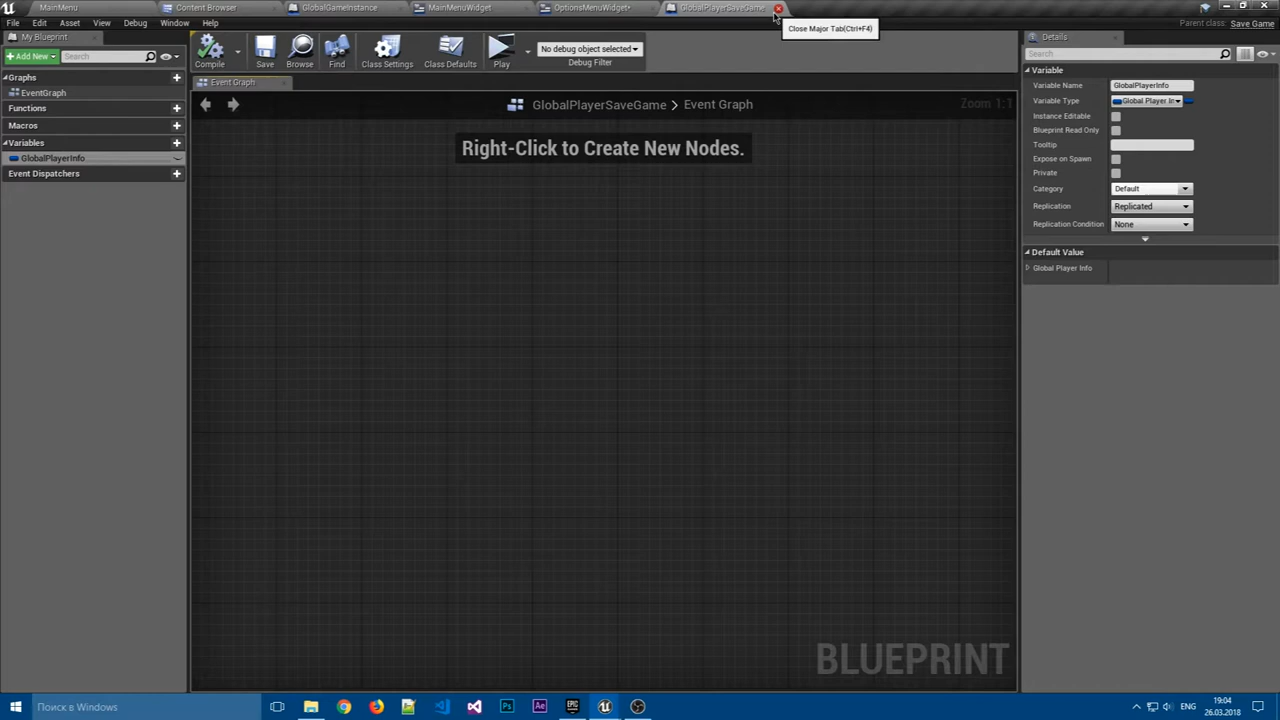 MainMenu
Content Browser
GlobalGameInstance
MainMenuWidget
OptionsMenuWidget*
GlobalPlayerSaveGame
Close Major Tab(Ctrl+F4)
File Edit Asset View Debug Window Help
Parent class: Save Game
My Blueprint
Add New
Search
Graphs
EventGraph
Functions
Macros
Variables
GlobalPlayerInfo
Event Dispatchers
Toolbar
Compile
Save
Browse
Find
Class Settings
Class Defaults
Play
No debug object selected
Debug Filter
Event Graph
GlobalPlayerSaveGame > Event Graph
Zoom 1:1
Right-Click to Create New Nodes.
BLUEPRINT
Details
Search
Variable
Variable Name GlobalPlayerInfo
Variable Type Global Player In
Instance Editable
Blueprint Read Only
Tooltip
Expose on Spawn
Private
Category Default
Replication Replicated
Replication Condition None
Default Value
Global Player Info
Поиск в Windows
Ps
Ae
EPIC
ENG
19:04
26.03.2018